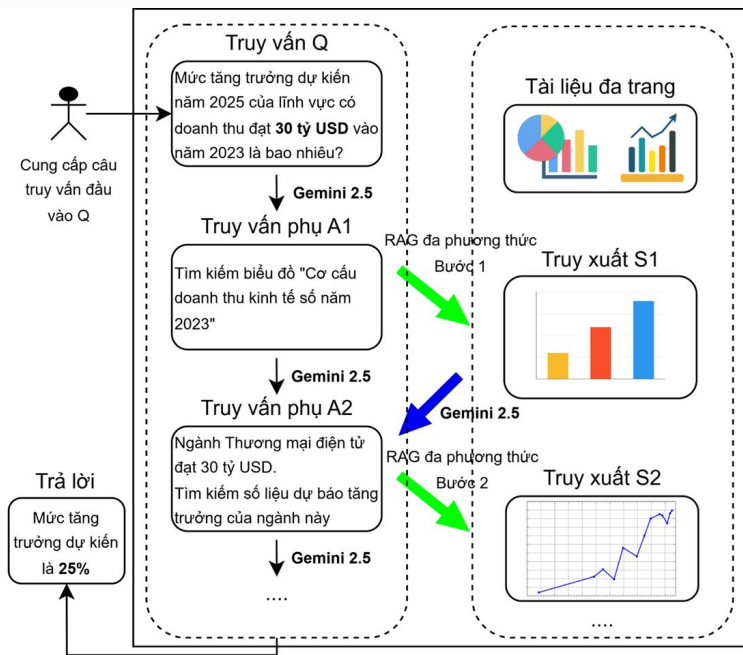 Truy vấn Q
Mức tăng trưởng dự kiến
năm 2025 của lĩnh vực có
doanh thu đạt 30 tỷ USD vào
năm 2023 là bao nhiêu?
Cung cấp câu
truy vấn đầu
vào Q
Tài liệu đa trang
Gemini 2.5
Truy vấn phụ A1
Tìm kiếm biểu đồ "Cơ cấu
doanh thu kinh tế số năm
2023"
RAG đa phương thức
Bước 1
Truy xuất S1
Gemini 2.5
Truy vấn phụ A2
Gemini 2.5
Ngành Thương mại điện tử
đạt 30 tỷ USD.
Tìm kiếm số liệu dự báo tăng
trưởng của ngành này
RAG đa phương thức
Bước 2
Truy xuất S2
Gemini 2.5
....
....
Trả lời
Mức tăng
trưởng dự kiến
là 25%